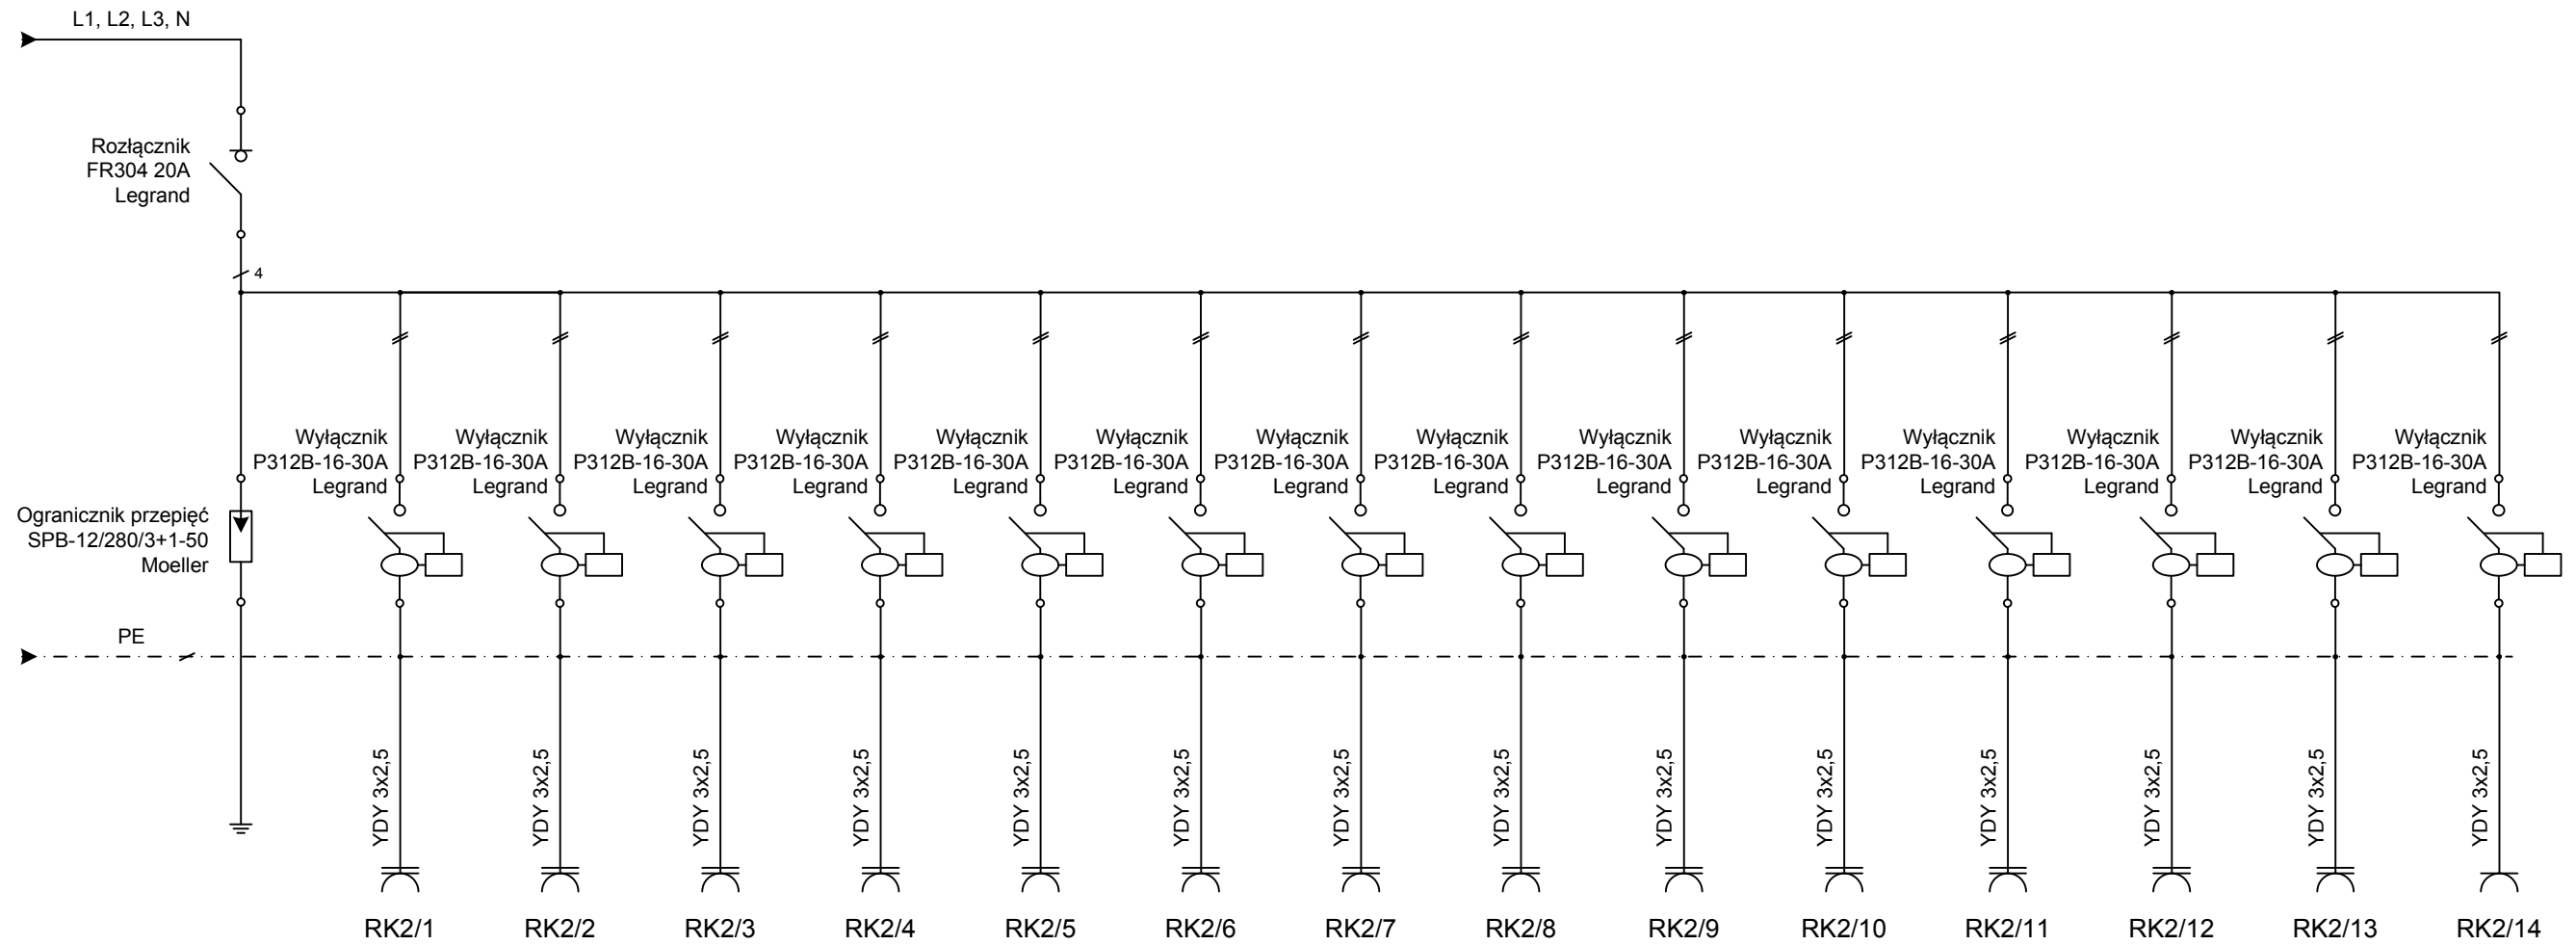 L1, L2, L3, N
Rozłącznik
FR304 20A
Legrand
4
Wyłącznik
P312B-16-30A
Legrand
Wyłącznik
P312B-16-30A
Legrand
Wyłącznik
P312B-16-30A
Legrand
Wyłącznik
P312B-16-30A
Legrand
Wyłącznik
P312B-16-30A
Legrand
Wyłącznik
P312B-16-30A
Legrand
Wyłącznik
P312B-16-30A
Legrand
Wyłącznik
P312B-16-30A
Legrand
Wyłącznik
P312B-16-30A
Legrand
Wyłącznik
P312B-16-30A
Legrand
Wyłącznik
P312B-16-30A
Legrand
Wyłącznik
P312B-16-30A
Legrand
Wyłącznik
P312B-16-30A
Legrand
Wyłącznik
P312B-16-30A
Legrand
Ogranicznik przepięć
SPB-12/280/3+1-50
Moeller
PE
YDY 3x2,5
YDY 3x2,5
YDY 3x2,5
YDY 3x2,5
YDY 3x2,5
YDY 3x2,5
YDY 3x2,5
YDY 3x2,5
YDY 3x2,5
YDY 3x2,5
YDY 3x2,5
YDY 3x2,5
YDY 3x2,5
YDY 3x2,5
RK2/1
RK2/2
RK2/3
RK2/4
RK2/5
RK2/6
RK2/7
RK2/8
RK2/9
RK2/10
RK2/11
RK2/12
RK2/13
RK2/14